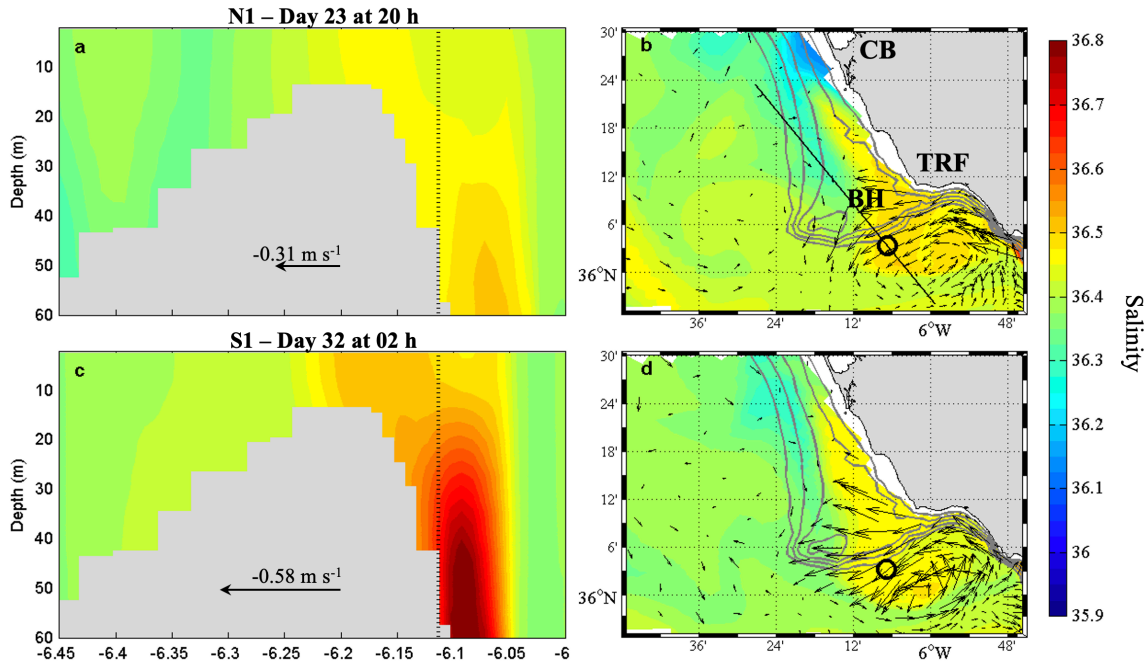 N1 – Day 23 at 20 h
a
Depth (m)
10
20
30
40
50
60
-0.31 m s-1
b
CB
TRF
BH
30'
24'
18'
12'
6'
36°N
36'
24'
12'
6°W
48'
S1 – Day 32 at 02 h
c
Depth (m)
10
20
30
40
50
60
-0.58 m s-1
-6.45
-6.4
-6.35
-6.3
-6.25
-6.2
-6.15
-6.1
-6.05
-6
d
30'
24'
18'
12'
6'
36°N
36'
24'
12'
6°W
48'
36.8
36.7
36.6
36.5
36.4
36.3
36.2
36.1
36
35.9
Salinity